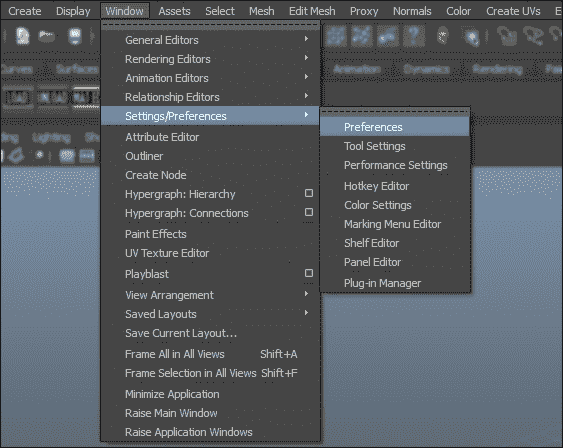 Create Display Window Assets Select Mesh Edit Mesh Proxy Normals Color Create UVs E
General Editors
Rendering Editors
Animation Editors
Relationship Editors
Settings/Preferences
Attribute Editor
Outliner
Create Node
Hypergraph: Hierarchy
Hypergraph: Connections
Paint Effects
UV Texture Editor
Playblast
View Arrangement
Saved Layouts
Save Current Layout...
Frame All in All Views Shift+A
Frame Selection in All Views Shift+F
Minimize Application
Raise Main Window
Raise Application Windows
Preferences
Tool Settings
Performance Settings
Hotkey Editor
Color Settings
Marking Menu Editor
Shelf Editor
Panel Editor
Plug-in Manager
Curves Surfaces
Animation Dynamics Rendering
Lighting